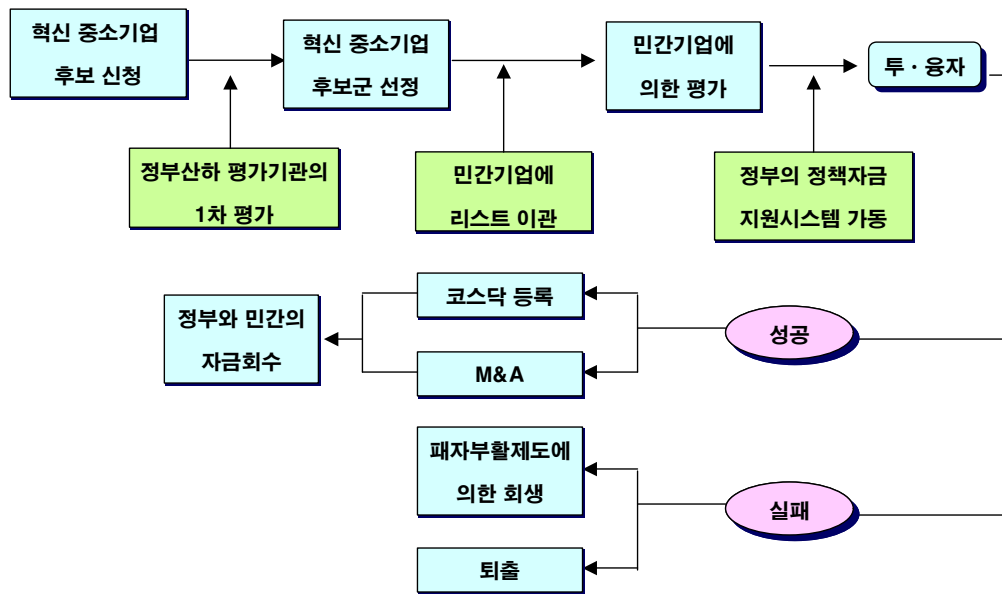 혁신 중소기업
후보 신청
혁신 중소기업
후보군 선정
민간기업에
의한 평가
투 · 융자
정부산하 평가기관의
1차 평가
민간기업에
리스트 이관
정부의 정책자금
지원시스템 가동
정부와 민간의
자금회수
코스닥 등록
M&A
성공
패자부활제도에
의한 회생
퇴출
실패